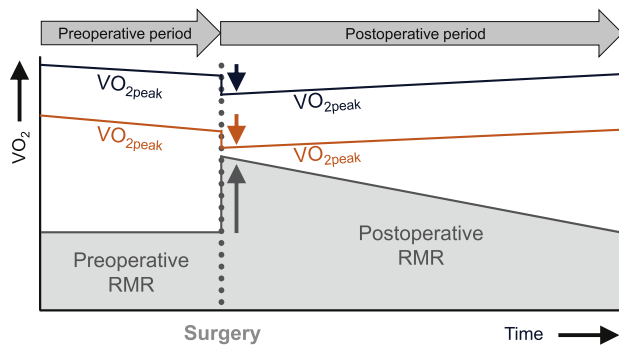 Preoperative period
Postoperative period
VO₂peak
VO₂peak
VO₂
VO₂peak
VO₂peak
Preoperative
RMR
Postoperative
RMR
Surgery
Time